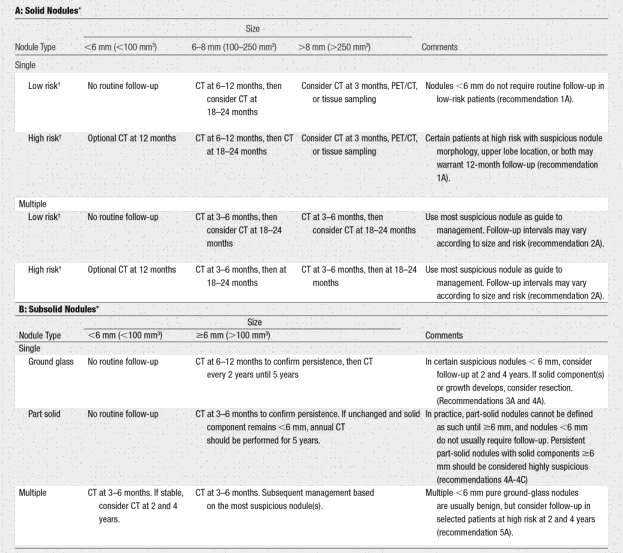 A: Solid Nodules*
Size
Nodule Type <6 mm (<100 mm³) 6–8 mm (100–250 mm³) >8 mm (>250 mm³) Comments
Single
Low risk† No routine follow-up CT at 6–12 months, then Consider CT at 3 months, PET/CT, Nodules <6 mm do not require routine follow-up in
consider CT at or tissue sampling low-risk patients (recommendation 1A).
18–24 months
High risk† Optional CT at 12 months CT at 6–12 months, then CT Consider CT at 3 months, PET/CT, Certain patients at high risk with suspicious nodule
at 18–24 months or tissue sampling morphology, upper lobe location, or both may
warrant 12-month follow-up (recommendation
1A).
Multiple
Low risk† No routine follow-up CT at 3–6 months, then CT at 3–6 months, then Use most suspicious nodule as guide to
consider CT at 18–24 consider CT at 18–24 months management. Follow-up intervals may vary
months according to size and risk (recommendation 2A).
High risk† Optional CT at 12 months CT at 3–6 months, then at CT at 3–6 months, then at 18–24 Use most suspicious nodule as guide to
18–24 months months management. Follow-up intervals may vary
according to size and risk (recommendation 2A).
B: Subsolid Nodules*
Size
Nodule Type <6 mm (<100 mm³) ≥6 mm (>100 mm³) Comments
Single
Ground glass No routine follow-up CT at 6–12 months to confirm persistence, then CT In certain suspicious nodules < 6 mm, consider
every 2 years until 5 years follow-up at 2 and 4 years. If solid component(s)
or growth develops, consider resection.
(Recommendations 3A and 4A).
Part solid No routine follow-up CT at 3–6 months to confirm persistence. If unchanged and solid In practice, part-solid nodules cannot be defined
component remains <6 mm, annual CT as such until ≥6 mm, and nodules <6 mm
should be performed for 5 years. do not usually require follow-up. Persistent
part-solid nodules with solid components ≥6
mm should be considered highly suspicious
(recommendations 4A-4C)
Multiple CT at 3–6 months. If stable, CT at 3–6 months. Subsequent management based Multiple <6 mm pure ground-glass nodules
consider CT at 2 and 4 on the most suspicious nodule(s). are usually benign, but consider follow-up in
years. selected patients at high risk at 2 and 4 years
(recommendation 5A).